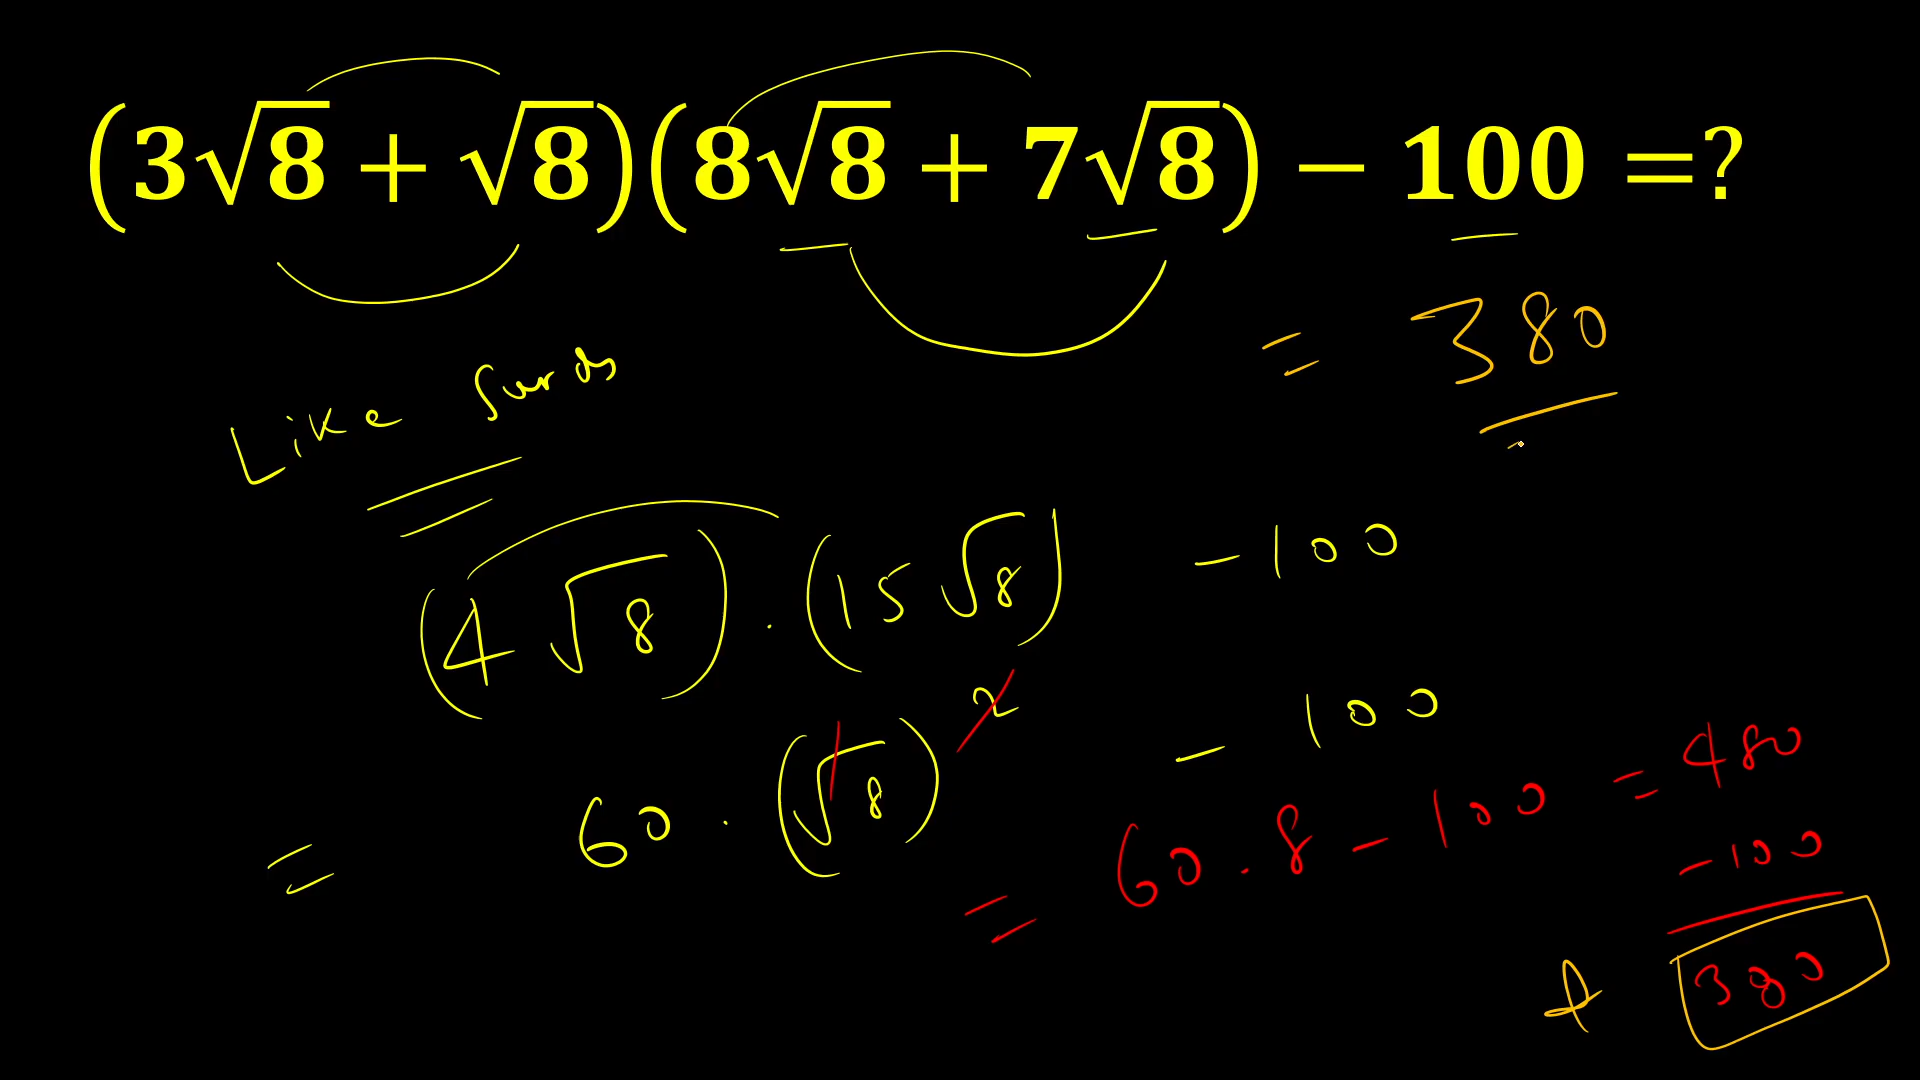 (3√8 + √8)(8√8 + 7√8) − 100 =?
= 380
Like Surds
(4√8) . (15√8) − 100
= 60 . (√8)² − 100
= 60 . 8 − 100 = 480
− 100
380